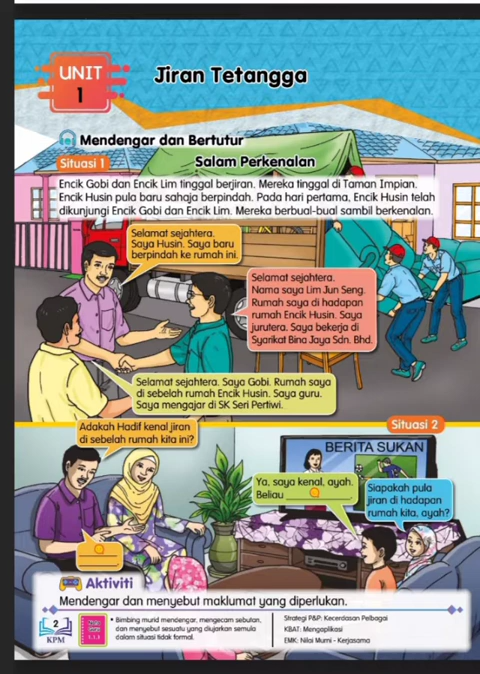 UNIT
1
Jiran Tetangga
Mendengar dan Bertutur
Situasi 1
Salam Perkenalan
Encik Gobi dan Encik Lim tinggal berjiran. Mereka tinggal di Taman Impian.
Encik Husin pula baru sahaja berpindah. Pada hari pertama, Encik Husin telah
dikunjungi Encik Gobi dan Encik Lim. Mereka berbual-bual sambil berkenalan.
Selamat sejahtera.
Saya Husin. Saya baru
berpindah ke rumah ini.
Selamat sejahtera.
Nama saya Lim Jun Seng.
Rumah saya di hadapan
rumah Encik Husin. Saya
jurutera. Saya bekerja di
Syarikat Bina Jaya Sdn. Bhd.
Selamat sejahtera. Saya Gobi. Rumah saya
di sebelah rumah Encik Husin. Saya guru.
Saya mengajar di SK Seri Pertiwi.
Situasi 2
Adakah Hadif kenal jiran
di sebelah rumah kita ini?
BERITA SUKAN
Ya, saya kenal, ayah.
Beliau
Siapakah pula
jiran di hadapan
rumah kita, ayah?
Aktiviti
Mendengar dan menyebut maklumat yang diperlukan.
2
KPM
1.1.1
• Bimbing murid mendengar, mengecam sebutan,
dan menyebut sesuatu yang diujarkan semula
dalam situasi tidak formal.
Strategi P&P: Kecerdasan Pelbagai
KBAT: Mengaplikasi
EMK: Nilai Murni - Kerjasama